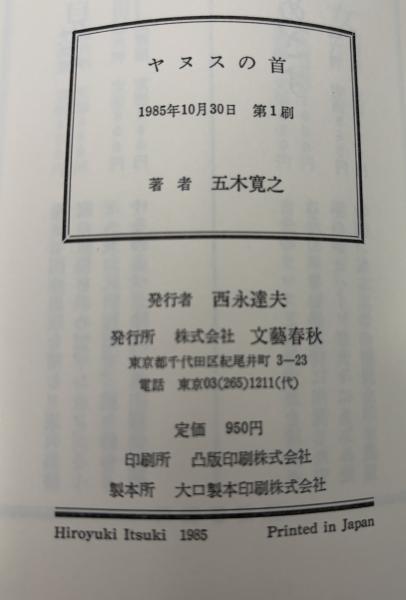 ヤヌスの首
1985年10月30日 第1刷
著者 五木寛之
発行者 西永達夫
発行所 株式会社 文藝春秋
東京都千代田区紀尾井町 3—23
電話 東京03(265)1211(代)
定価 950円
印刷所 凸版印刷株式会社
製本所 大口製本印刷株式会社
Hiroyuki Itsuki 1985 Printed in Japan